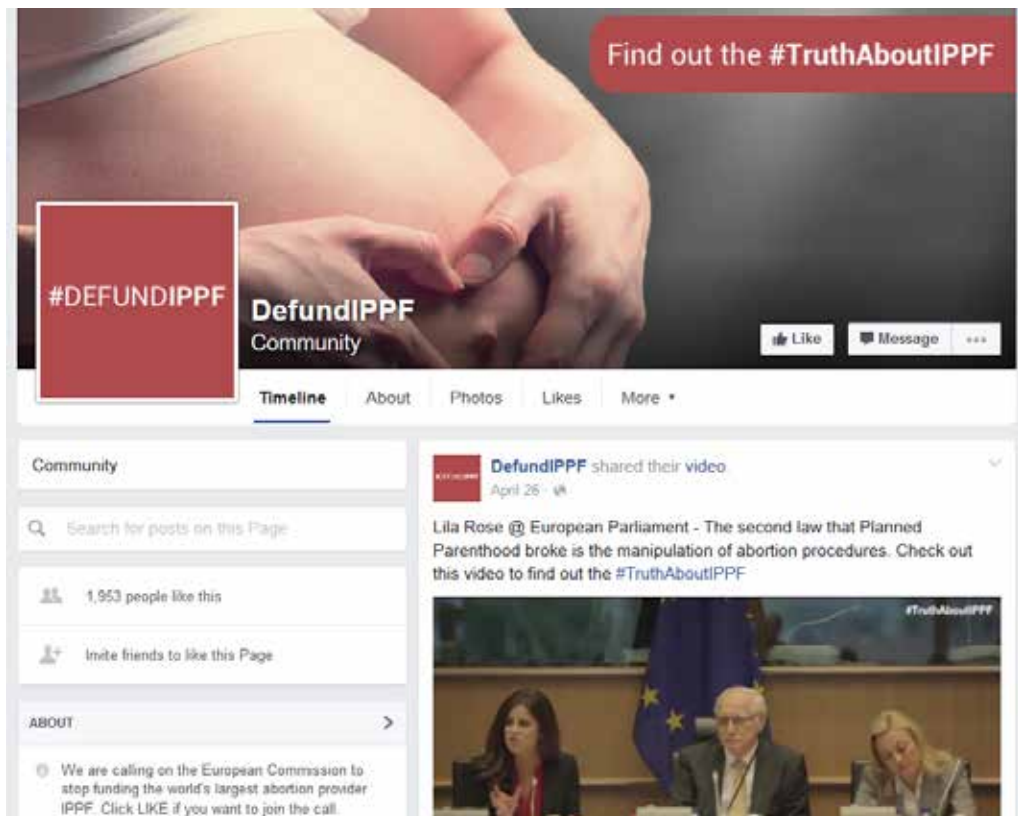 Find out the #TruthAboutIPPF
#DEFUNDIPPF
DefundIPPF
Community
Like
Message
Timeline
About
Photos
Likes
More
Community
Search for posts on this Page
1,953 people like this
Invite friends to like this Page
ABOUT
We are calling on the European Commission to
stop funding the world's largest abortion provider
IPPF. Click LIKE if you want to join the call.
DefundIPPF shared their video
April 26
Lila Rose @ European Parliament - The second law that Planned
Parenthood broke is the manipulation of abortion procedures. Check out
this video to find out the #TruthAboutIPPF
#TruthAboutIPPF